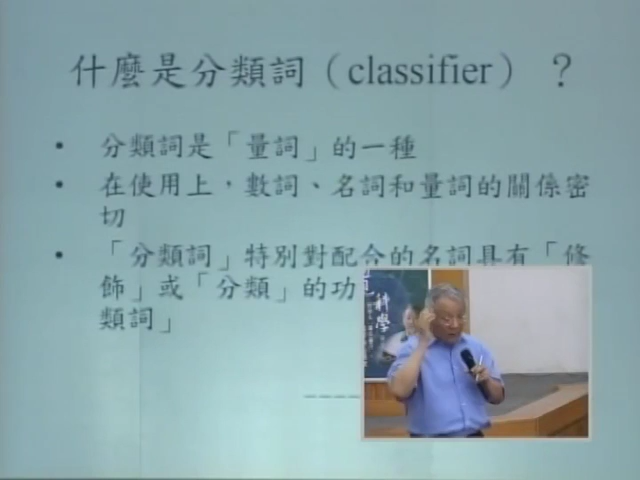 什麼是分類詞（classifier）？
• 分類詞是「量詞」的一種
• 在使用上，數詞、名詞和量詞的關係密
切
• 「分類詞」特別對配合的名詞具有「修
飾」或「分類」的功
類詞」
科學